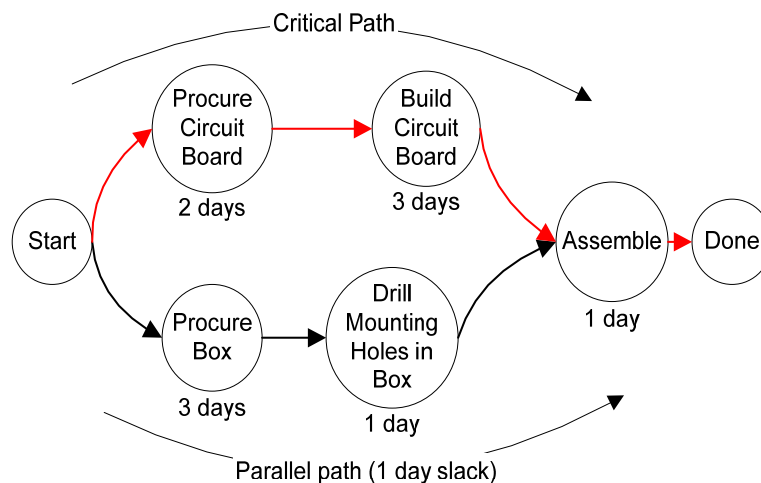 Critical Path
Procure
Circuit
Board
2 days
Build
Circuit
Board
3 days
Start
Assemble
1 day
Done
Procure
Box
3 days
Drill
Mounting
Holes in
Box
1 day
Parallel path (1 day slack)